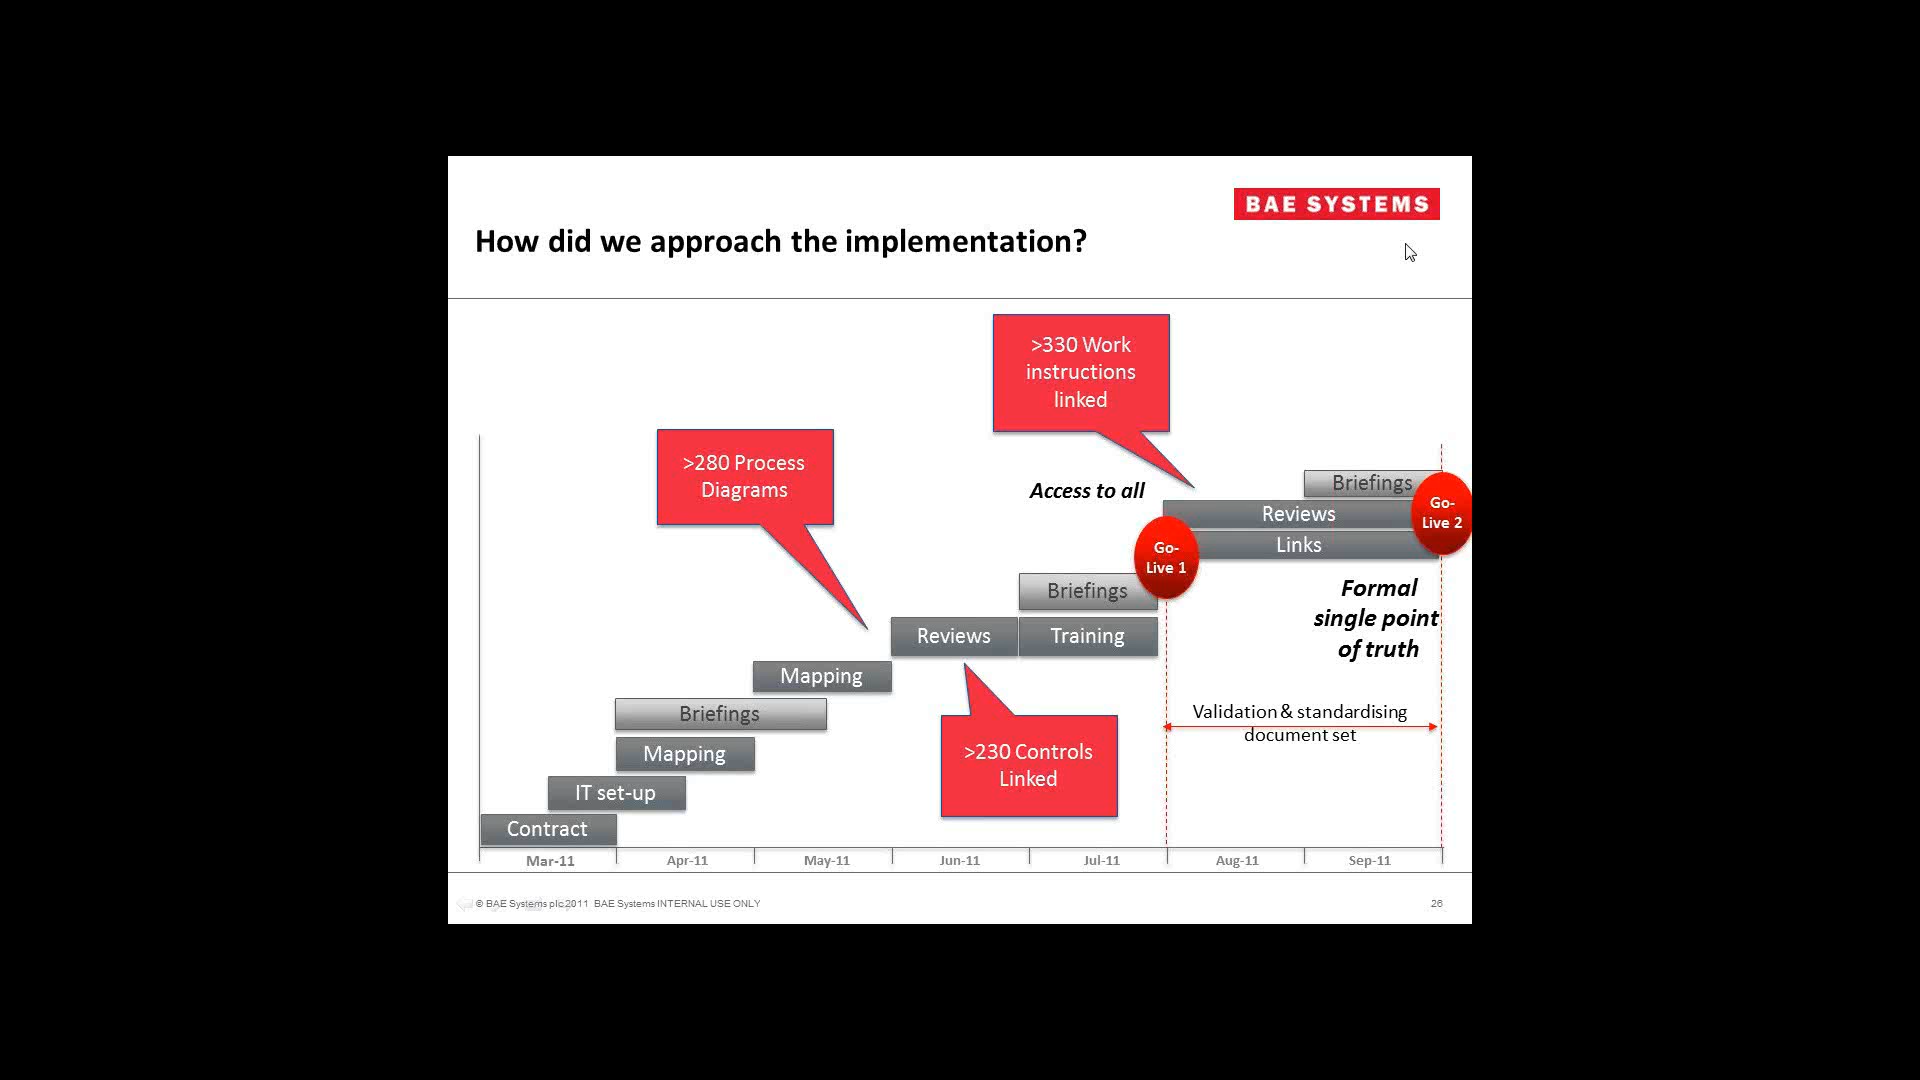 BAE SYSTEMS
How did we approach the implementation?
>330 Work
instructions
linked
>280 Process
Diagrams
Access to all
Briefings
Reviews
Links
Go-
Live 2
Go-
Live 1
Briefings
Formal
single point
of truth
Reviews
Training
Mapping
Briefings
Validation & standardising
document set
Mapping
>230 Controls
Linked
IT set-up
Contract
Mar-11
Apr-11
May-11
Jun-11
Jul-11
Aug-11
Sep-11
© BAE Systems plc 2011 BAE Systems INTERNAL USE ONLY
26